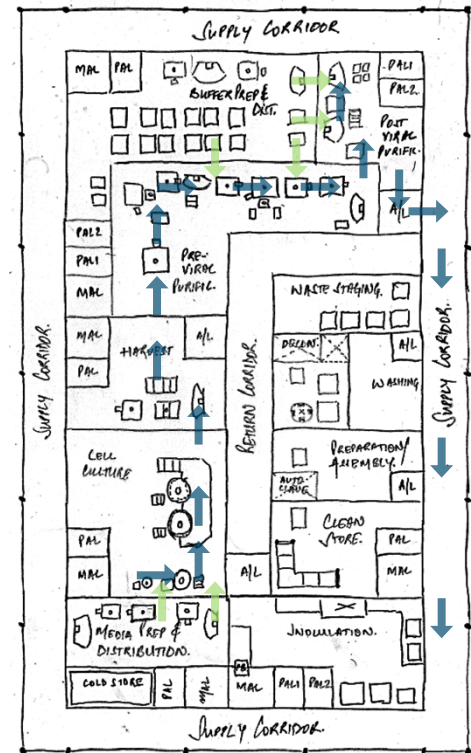 SUPPLY CORRIDOR
MAL
PAL
BUFFER PREP &
DIST.
PAL1
PAL2
POST
VIRAL
PURIFIC.
A/L
PAL2
PAL1
MAL
PRE-
VIRAL
PURIFIC.
MAL
PAL
HARVEST
A/L
SUPPLY CORRIDOR.
RETURN CORRIDOR.
SUPPLY CORRIDOR
WASTE STAGING.
DECON.
A/L
WASHING
CELL
CULTURE
PREPARATION/
ASSEMBLY.
AUTO-
CLAVE
A/L
CLEAN
STORE.
PAL
MAL
PAL
MAL
A/L
MEDIA PREP &
DISTRIBUTION.
INOCULATION.
COLD STORE
PAL
MAL
PB
MAL
PAL1
PAL2
SUPPLY CORRIDOR.